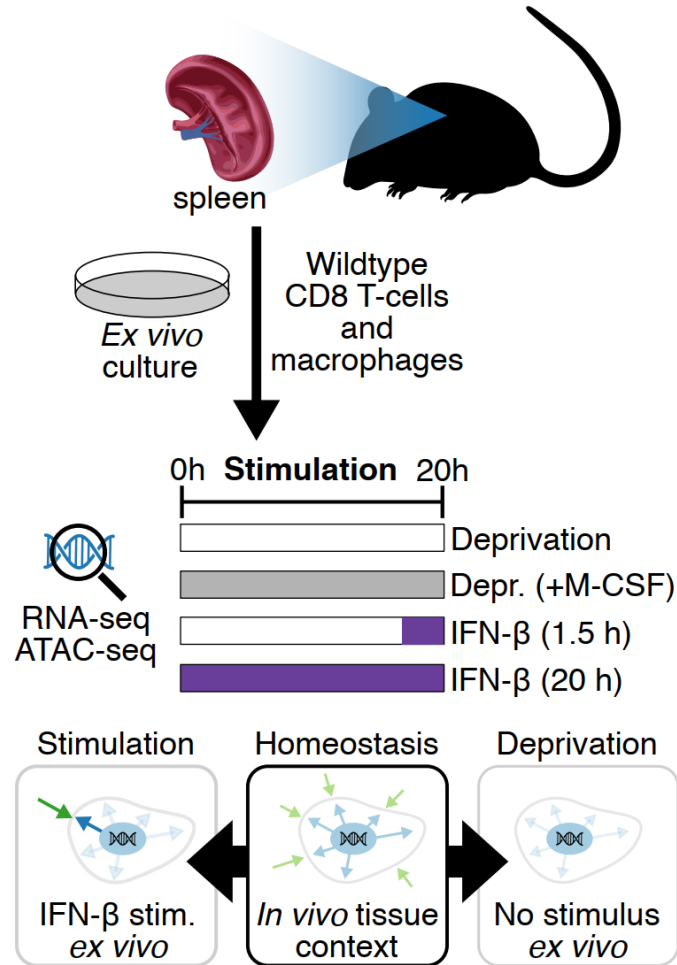 spleen
Ex vivo
culture
Wildtype
CD8 T-cells
and
macrophages
0h Stimulation 20h
RNA-seq
ATAC-seq
Deprivation
Depr. (+M-CSF)
IFN-β (1.5 h)
IFN-β (20 h)
Stimulation
IFN-β stim.
ex vivo
Homeostasis
In vivo tissue
context
Deprivation
No stimulus
ex vivo